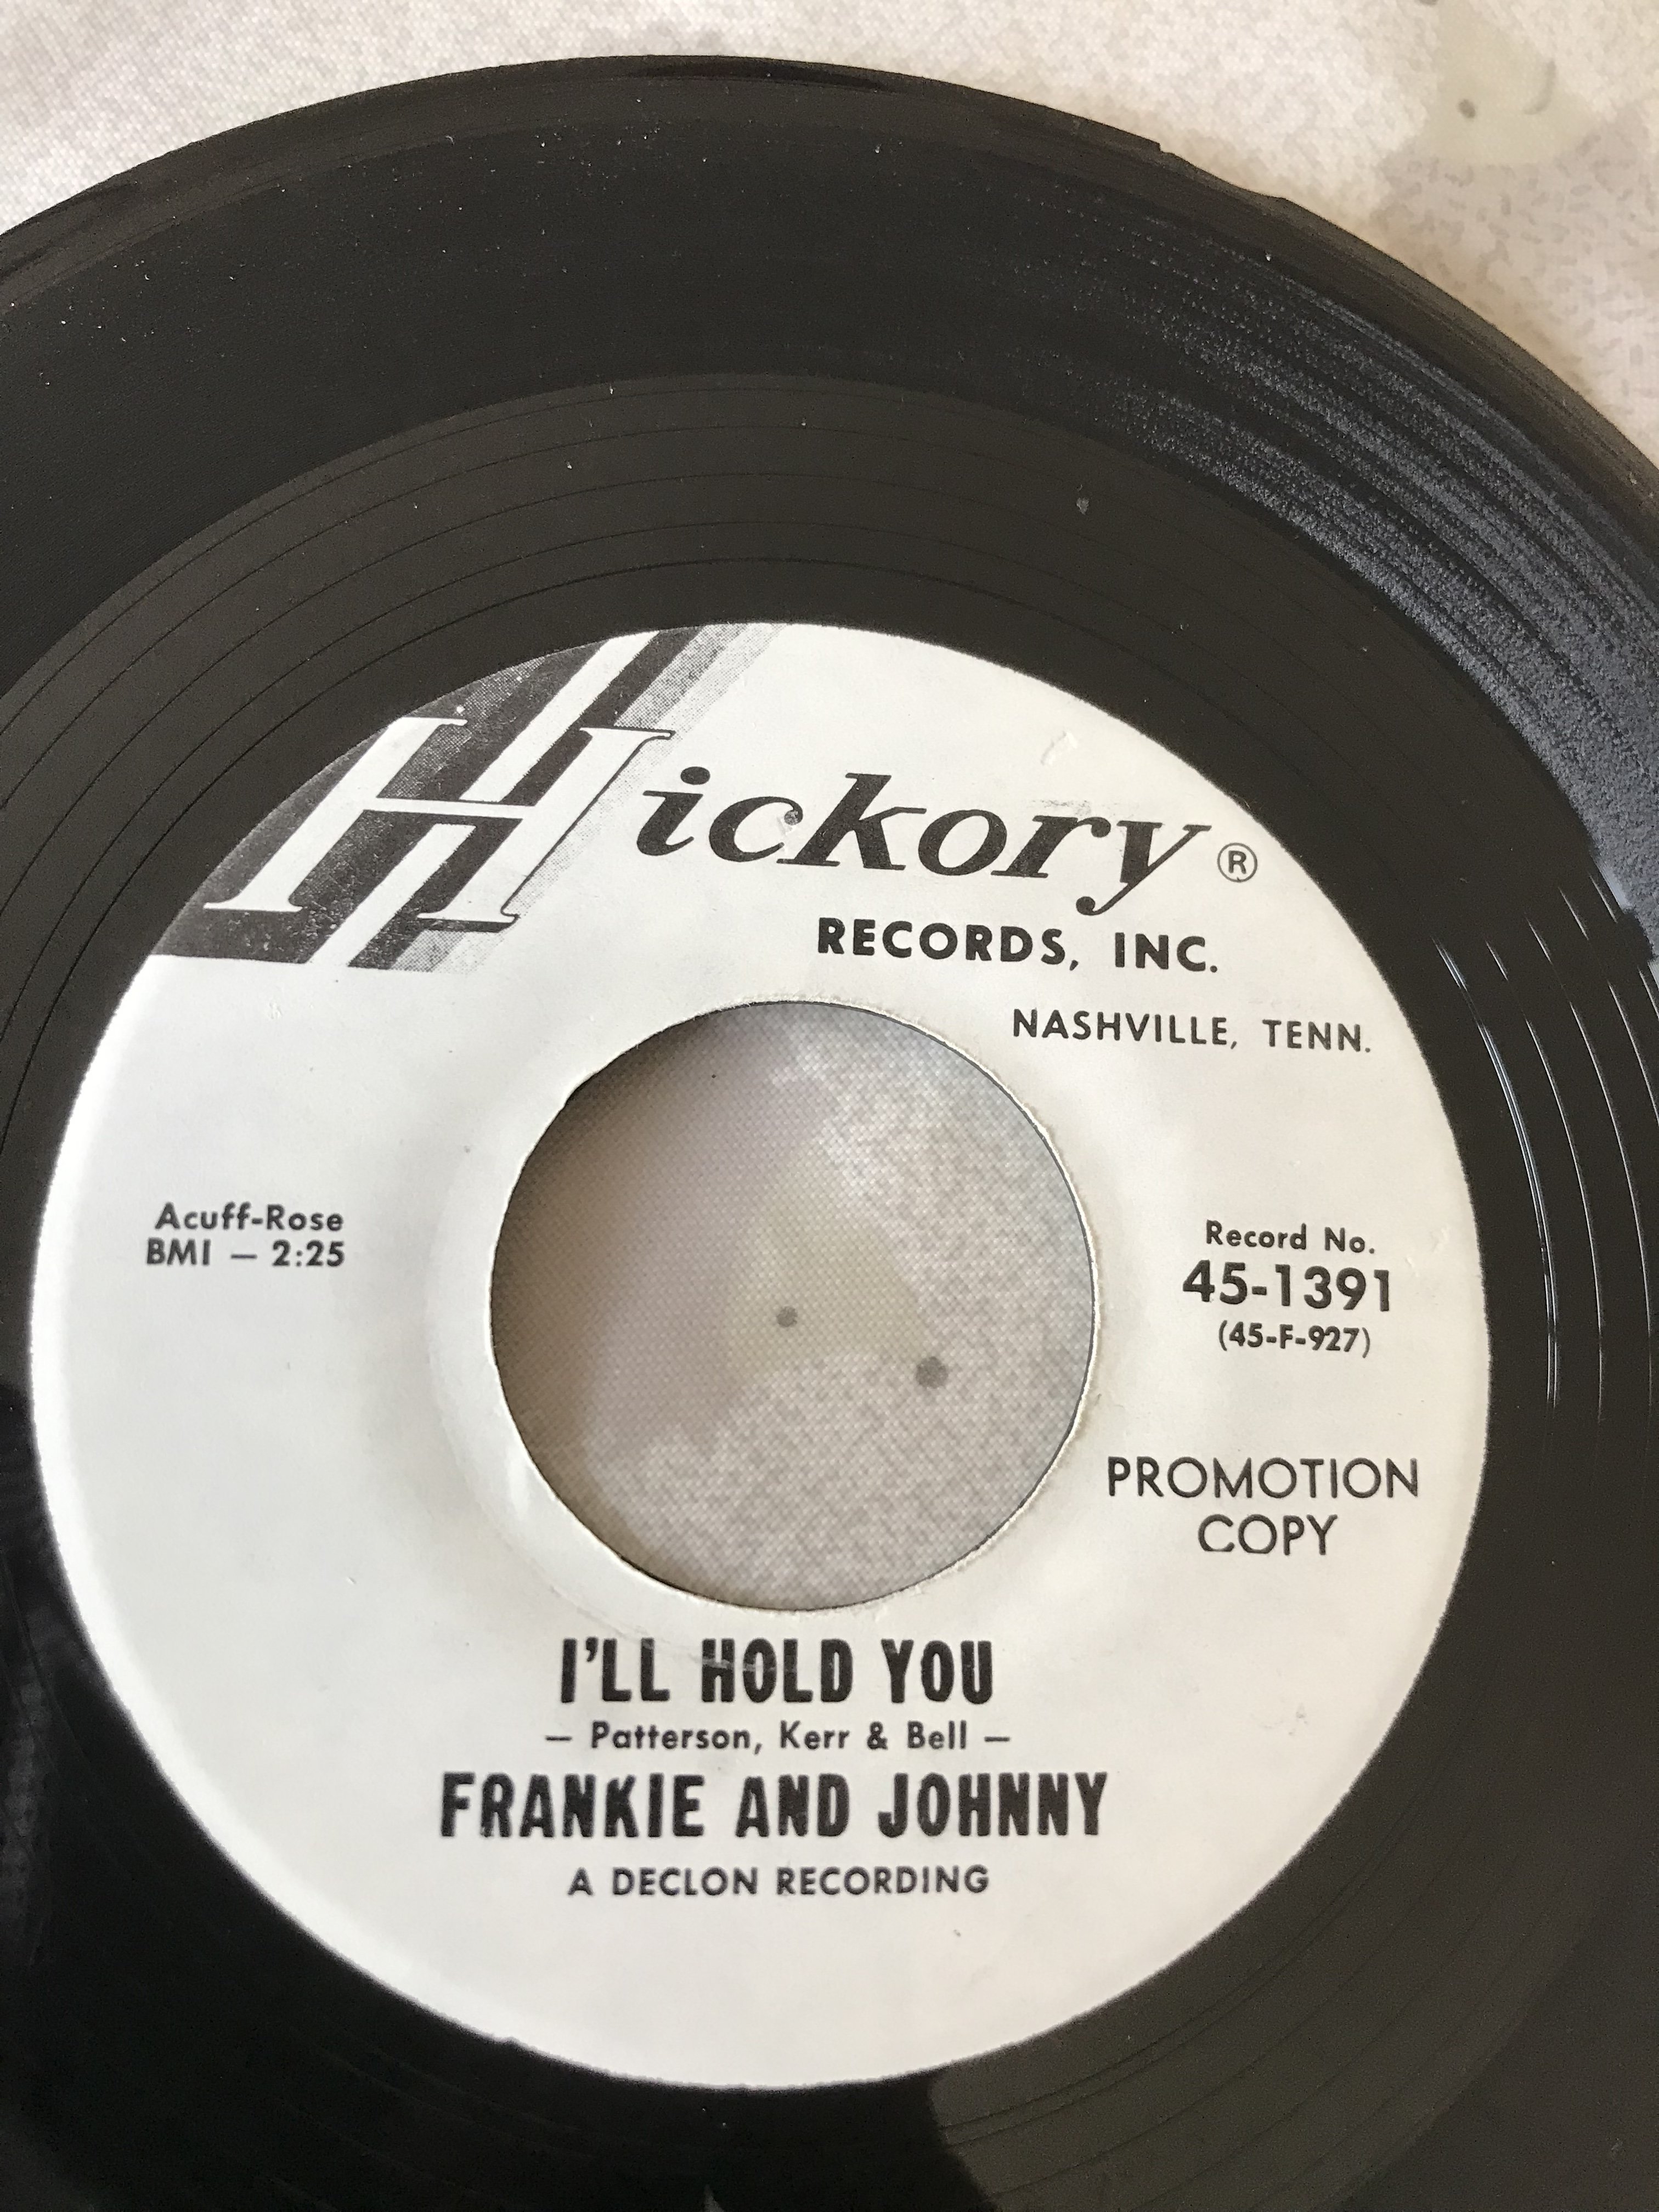 Hickory®
RECORDS, INC.
NASHVILLE, TENN.
Acuff-Rose
BMI — 2:25
Record No.
45-1391
(45-F-927)
PROMOTION
COPY
I'LL HOLD YOU
— Patterson, Kerr & Bell —
FRANKIE AND JOHNNY
A DECLON RECORDING